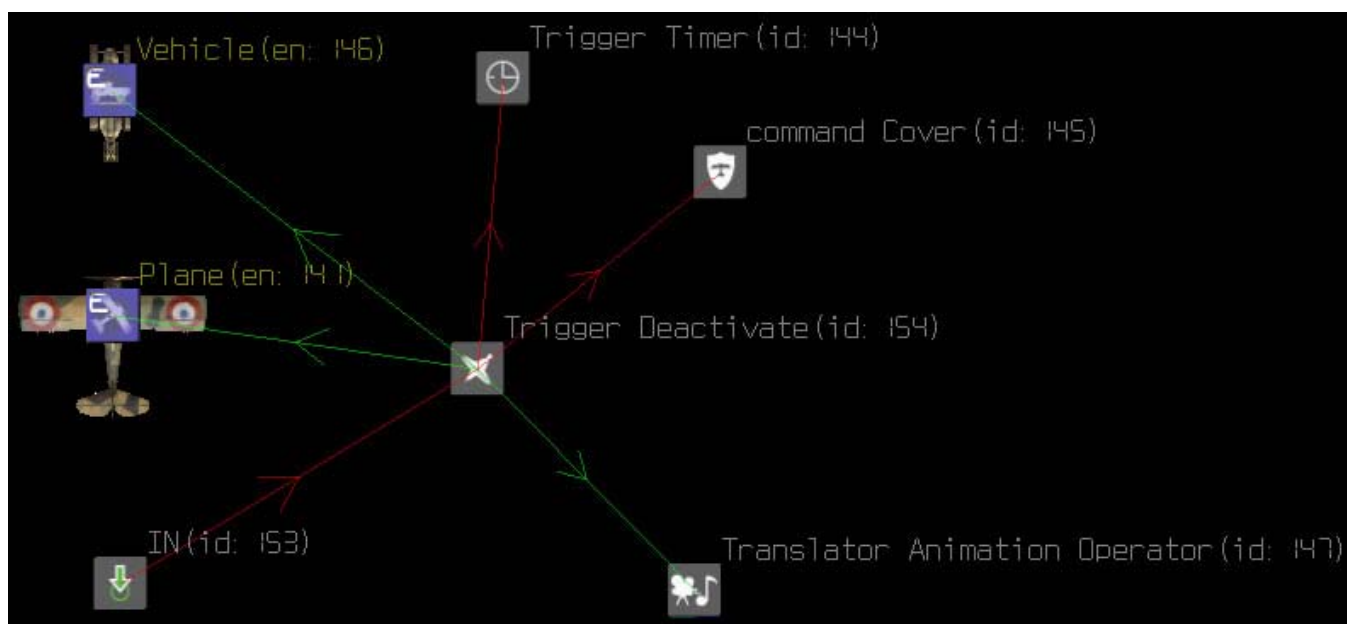 Vehicle(en: 146)
Trigger Timer(id: 144)
command Cover(id: 145)
Plane(en: 141)
Trigger Deactivate(id: 154)
IN(id: 153)
Translator Animation Operator(id: 147)
E
E